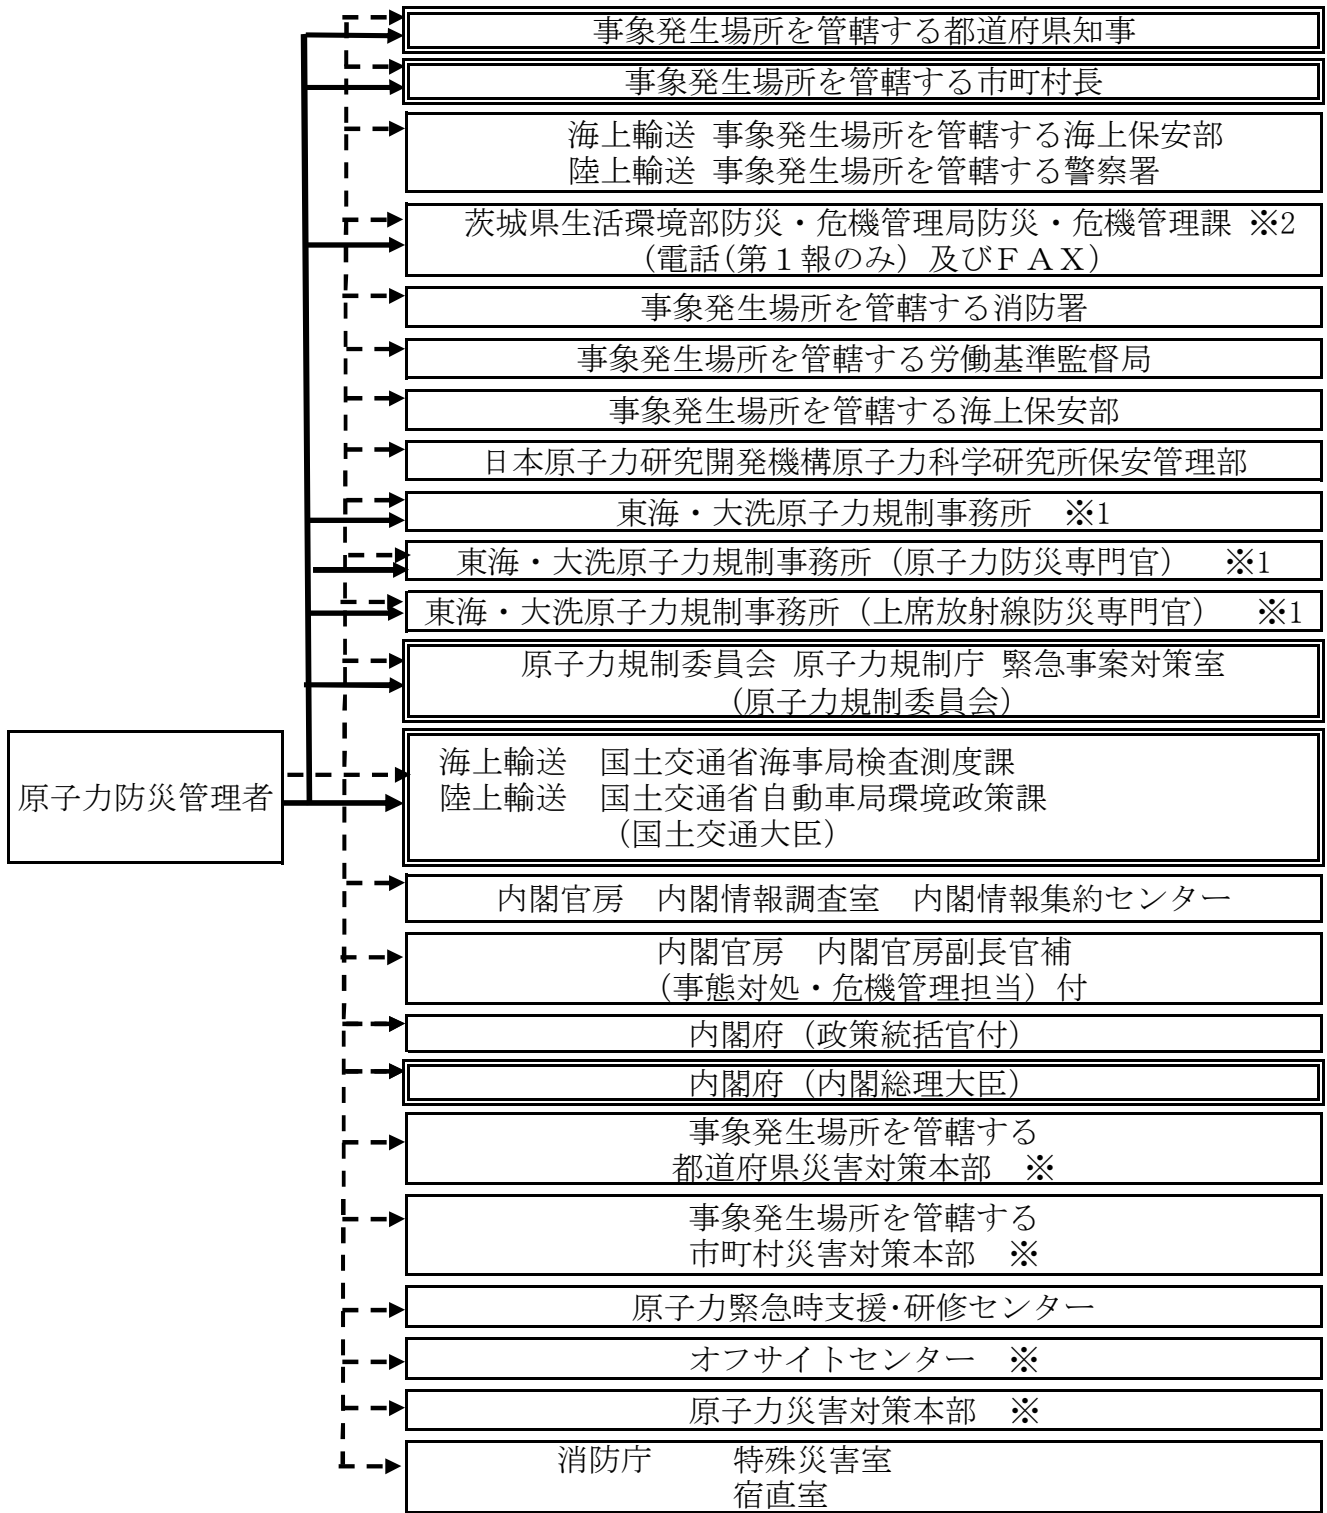 事象発生場所を管轄する都道府県知事
事象発生場所を管轄する市町村長
海上輸送 事象発生場所を管轄する海上保安部
陸上輸送 事象発生場所を管轄する警察署
茨城県生活環境部防災・危機管理局防災・危機管理課 ※2
（電話(第１報のみ）及びＦＡＸ）
事象発生場所を管轄する消防署
事象発生場所を管轄する労働基準監督局
事象発生場所を管轄する海上保安部
日本原子力研究開発機構原子力科学研究所保安管理部
東海・大洗原子力規制事務所　※1
東海・大洗原子力規制事務所（原子力防災専門官）　※1
東海・大洗原子力規制事務所（上席放射線防災専門官）　※1
原子力規制委員会 原子力規制庁 緊急事案対策室
（原子力規制委員会）
原子力防災管理者
海上輸送　国土交通省海事局検査測度課
陸上輸送　国土交通省自動車局環境政策課
（国土交通大臣）
内閣官房　内閣情報調査室　内閣情報集約センター
内閣官房　内閣官房副長官補
（事態対処・危機管理担当）付
内閣府（政策統括官付）
内閣府（内閣総理大臣）
事象発生場所を管轄する
都道府県災害対策本部　※
事象発生場所を管轄する
市町村災害対策本部　※
原子力緊急時支援・研修センター
オフサイトセンター　※
原子力災害対策本部　※
消防庁　特殊災害室
宿直室